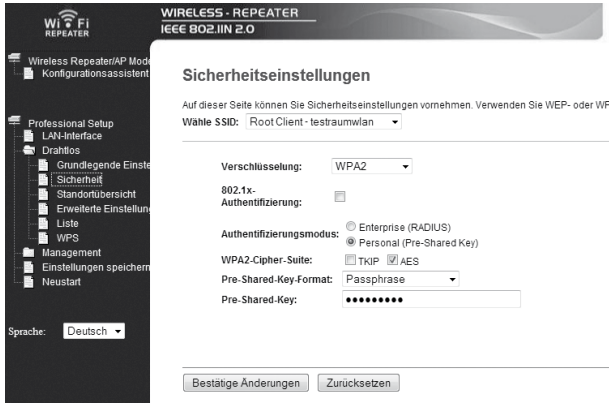 Wi Fi
REPEATER
WIRELESS - REPEATER
IEEE 802.11N 2.0
Wireless Repeater/AP Mode
Konfigurationsassistent
Professional Setup
LAN-Interface
Drahtlos
Grundlegende Einste
Sicherheit
Standortübersicht
Erweiterte Einstellun
Liste
WPS
Management
Einstellungen speichern
Neustart
Sprache: Deutsch
Sicherheitseinstellungen
Auf dieser Seite können Sie Sicherheitseinstellungen vornehmen. Verwenden Sie WEP- oder WP
Wähle SSID: Root Client - testraumwlan
Verschlüsselung: WPA2
802.1x-
Authentifizierung:
Authentifizierungsmodus: Enterprise (RADIUS)
Personal (Pre-Shared Key)
WPA2-Cipher-Suite: TKIP AES
Pre-Shared-Key-Format: Passphrase
Pre-Shared-Key: •••••••••
Bestätige Änderungen Zurücksetzen